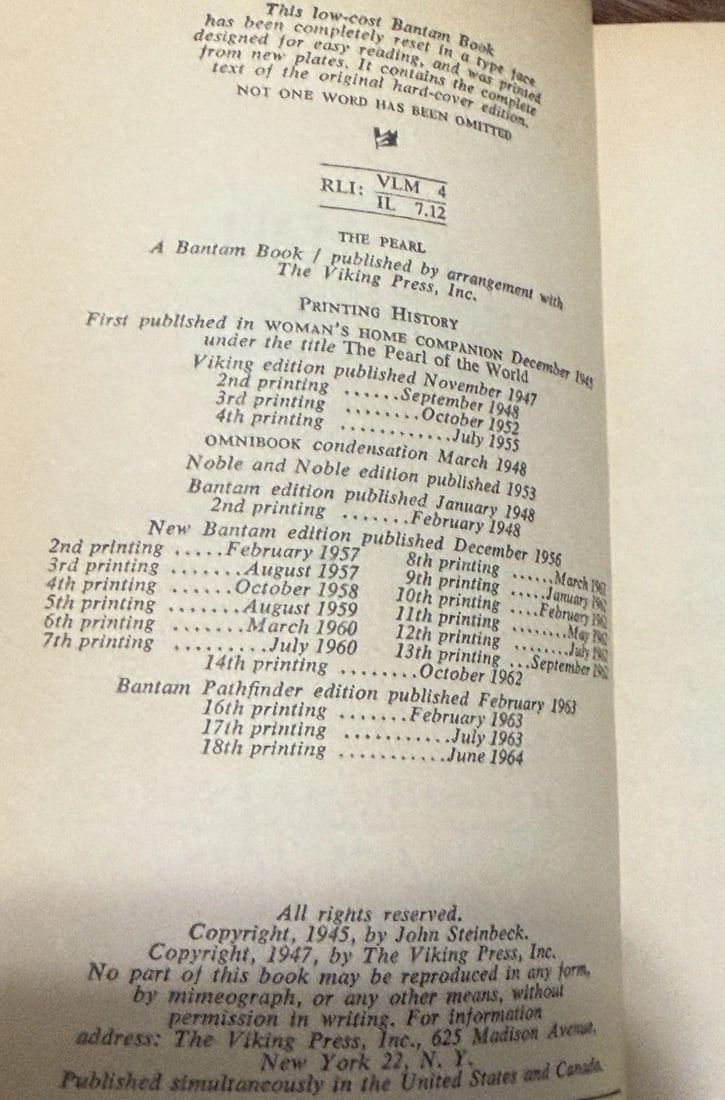 This low-cost Bantam Book
has been completely reset in a type face
designed for easy reading, and was printed
from new plates. It contains the complete
text of the original hard-cover edition.
NOT ONE WORD HAS BEEN OMITTED
RLI: VLM 4
IL 7.12
THE PEARL
A Bantam Book / published by arrangement with
The Viking Press, Inc.
PRINTING HISTORY
First published in WOMAN'S HOME COMPANION December 1945
under the title The Pearl of the World
Viking edition published November 1947
2nd printing ......September 1948
3rd printing ........October 1952
4th printing ............July 1955
OMNIBOOK condensation March 1948
Noble and Noble edition published 1953
Bantam edition published January 1948
2nd printing .......February 1948
New Bantam edition published December 1956
2nd printing .....February 1957
3rd printing .......August 1957
4th printing ......October 1958
5th printing .......August 1959
6th printing .......March 1960
7th printing .........July 1960
8th printing ......March
9th printing .....January
10th printing ....February
11th printing ........May
12th printing ........July
13th printing ...September
14th printing ........October 1962
Bantam Pathfinder edition published February 1963
16th printing .......February 1963
17th printing ...........July 1963
18th printing ...........June 1964
All rights reserved.
Copyright, 1945, by John Steinbeck.
Copyright, 1947, by The Viking Press, Inc.
No part of this book may be reproduced in any form,
by mimeograph, or any other means, without
permission in writing. For information
address: The Viking Press, Inc., 625 Madison Avenue,
New York 22, N. Y.
Published simultaneously in the United States and Canada.